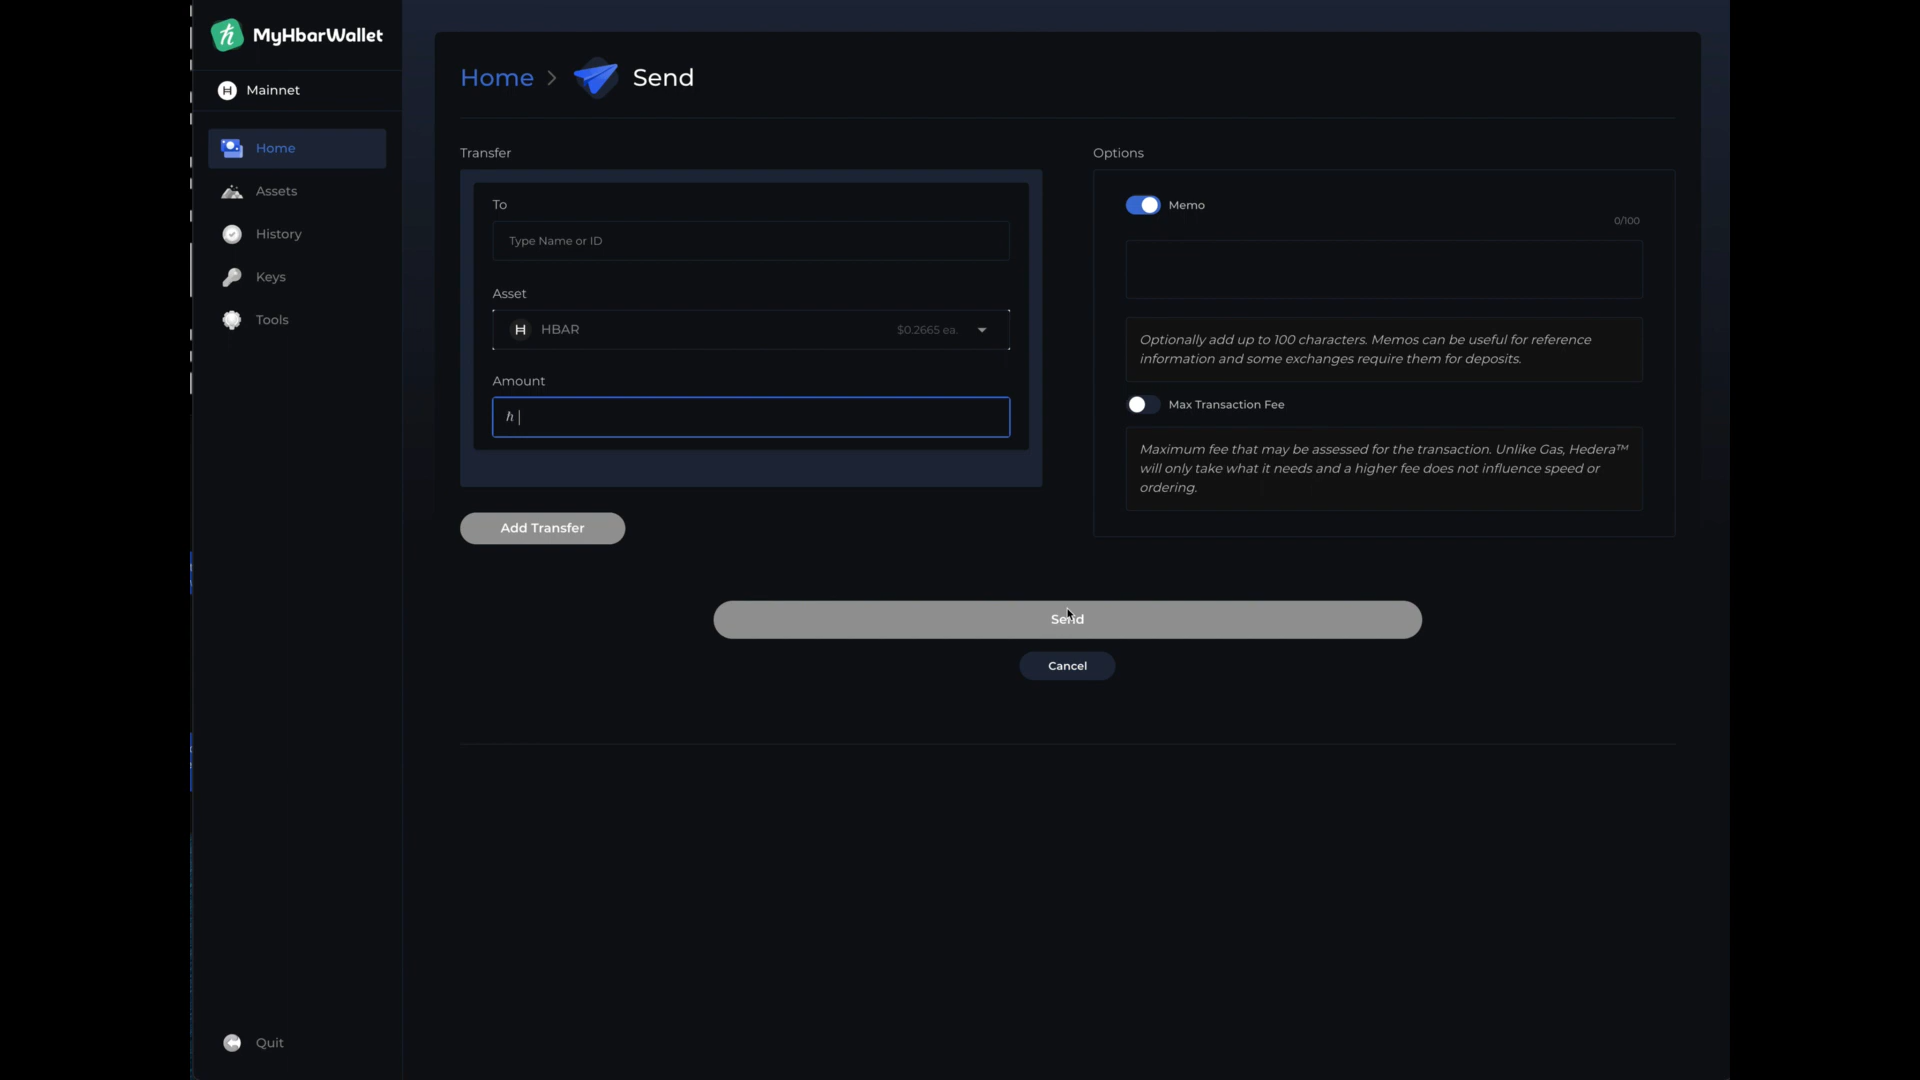 MyHbarWallet
Mainnet
Home
Assets
History
Keys
Tools
Quit
Home > Send
Transfer
To
Type Name or ID
Asset
HBAR
$0.2665 ea.
Amount
ℏ
Add Transfer
Options
Memo
0/100
Optionally add up to 100 characters. Memos can be useful for reference
information and some exchanges require them for deposits.
Max Transaction Fee
Maximum fee that may be assessed for the transaction. Unlike Gas, Hedera™
will only take what it needs and a higher fee does not influence speed or
ordering.
Send
Cancel